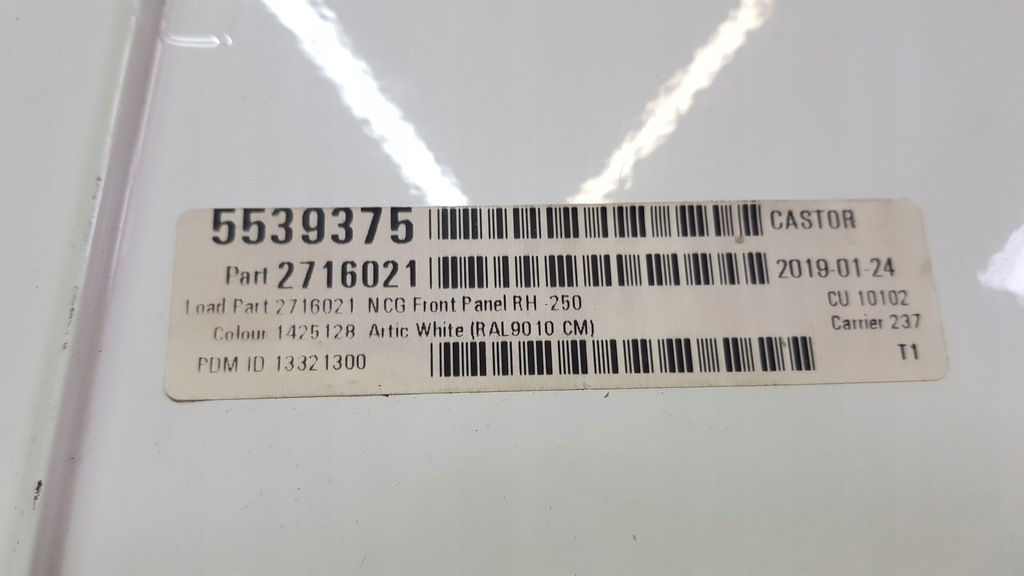 5539375 CASTOR
Part 2716021 2019-01-24
Load Part 2716021 NCG Front Panel RH -250 CU 10102
Colour 1425128 Artic White (RAL9010 CM) Carrier 237
PDM ID 13321300 T1